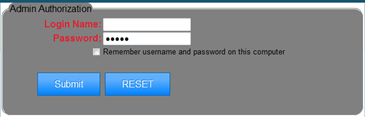 Admin Authorization
Login Name:
Password: •••••
Remember username and password on this computer
Submit RESET